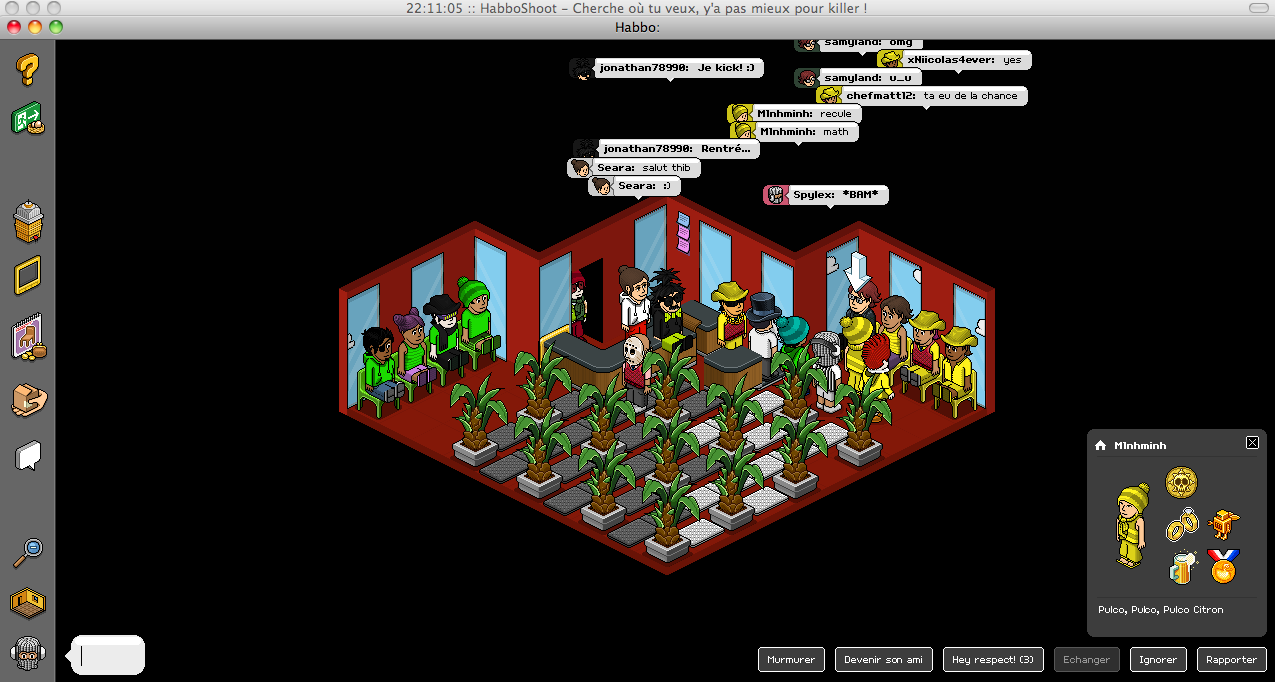 22:11:05 :: HabboShoot - Cherche où tu veux, y'a pas mieux pour killer !
Habbo:
samyland: omg
xNiicolas4ever: yes
jonathan78990: Je kick! :)
samyland: u_u
chefmatt12: ta eu de la chance
M1nhminh: recule
M1nhminh: math
jonathan78990: Rentré...
Seara: salut thib
Seara: :)
Spylex: *BAM*
M1nhminh
Pulco, Pulco, Pulco Citron
Murmurer
Devenir son ami
Hey respect! (3)
Echanger
Ignorer
Rapporter